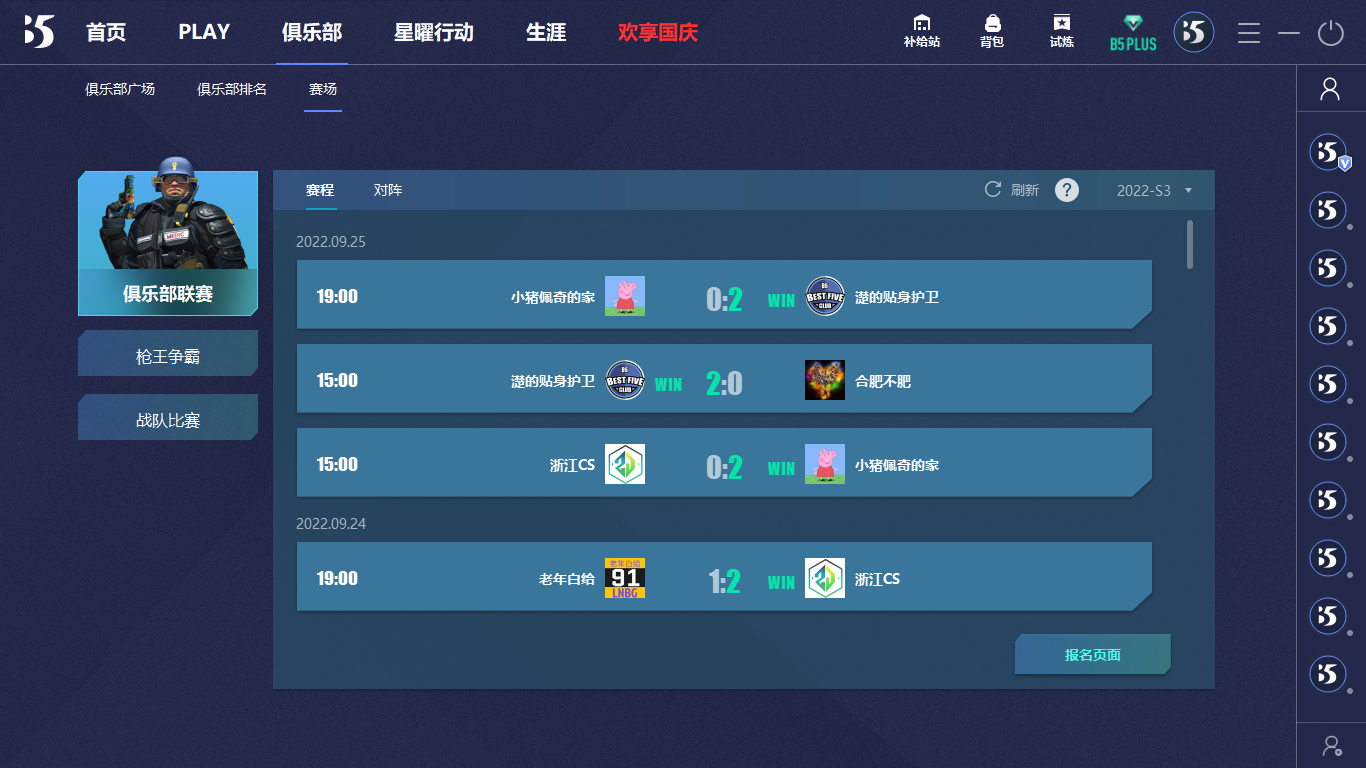 B5 首页 PLAY 俱乐部 星曜行动 生涯 欢享国庆 补给站 背包 试炼 B5PLUS
俱乐部广场 俱乐部排名 赛场
赛程 对阵 刷新 ? 2022-S3
MEDIC
俱乐部联赛
枪王争霸
战队比赛
2022.09.25
19:00 小猪佩奇的家 0:2 WIN B5 BEST FIVE CLUB 濋的贴身护卫
15:00 濋的贴身护卫 B5 BEST FIVE CLUB WIN 2:0 合肥不肥
15:00 浙江CS 0:2 WIN 小猪佩奇的家
2022.09.24
19:00 老年白给 老年白给 91 LNBG 1:2 WIN 浙江CS
报名页面